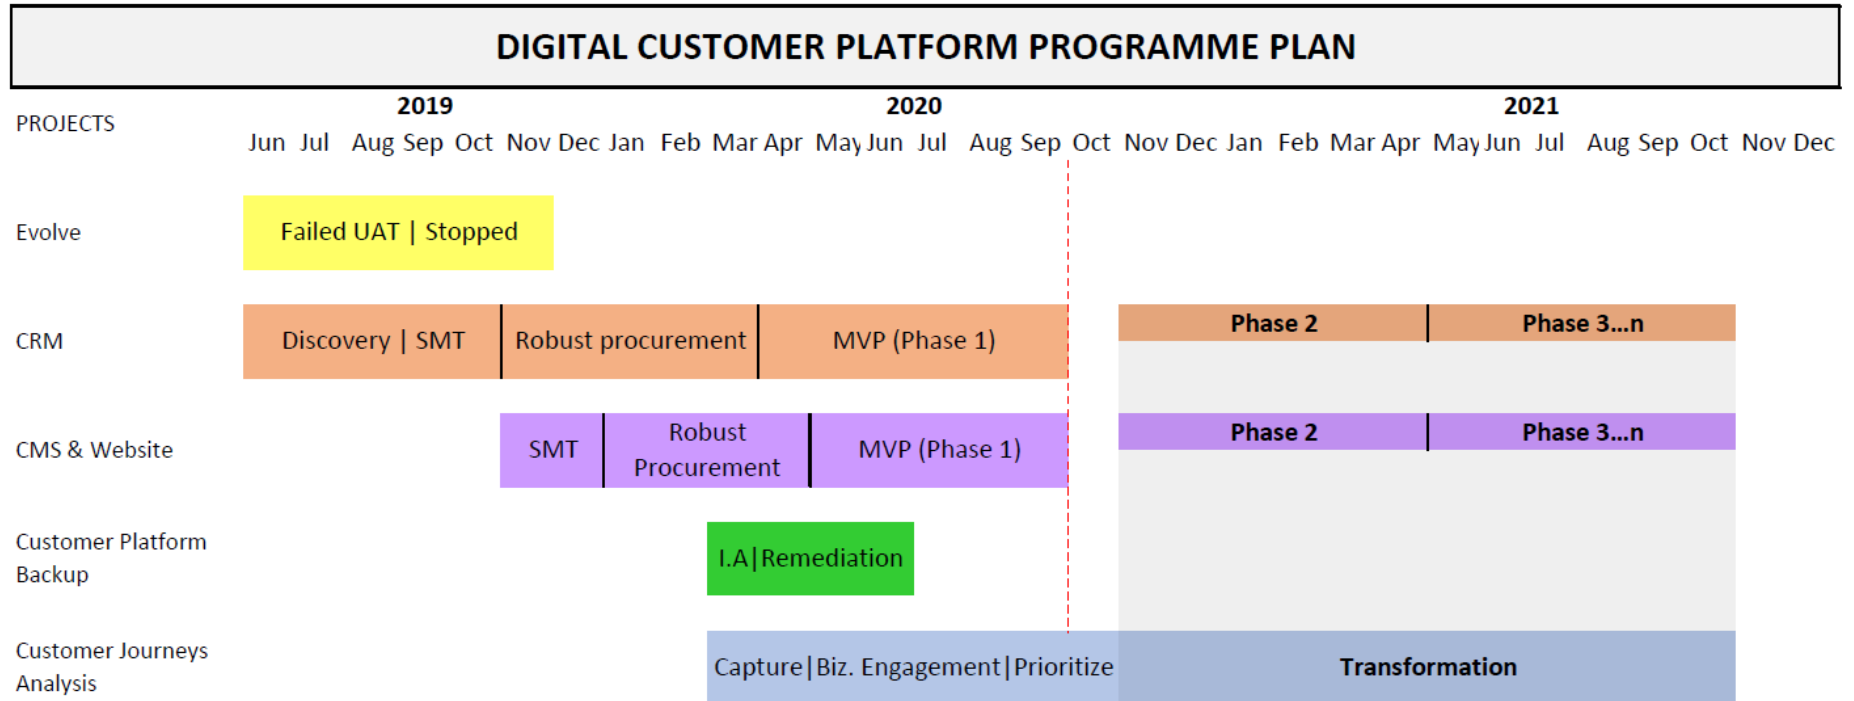 DIGITAL CUSTOMER PLATFORM PROGRAMME PLAN
PROJECTS
2019 2020 2021
Jun Jul Aug Sep Oct Nov Dec Jan Feb Mar Apr May Jun Jul Aug Sep Oct Nov Dec Jan Feb Mar Apr May Jun Jul Aug Sep Oct Nov Dec
Evolve
Failed UAT | Stopped
CRM
Discovery | SMT
Robust procurement
MVP (Phase 1)
Phase 2
Phase 3...n
CMS & Website
SMT
Robust
Procurement
MVP (Phase 1)
Phase 2
Phase 3...n
Customer Platform
Backup
I.A|Remediation
Customer Journeys
Analysis
Capture|Biz. Engagement|Prioritize
Transformation